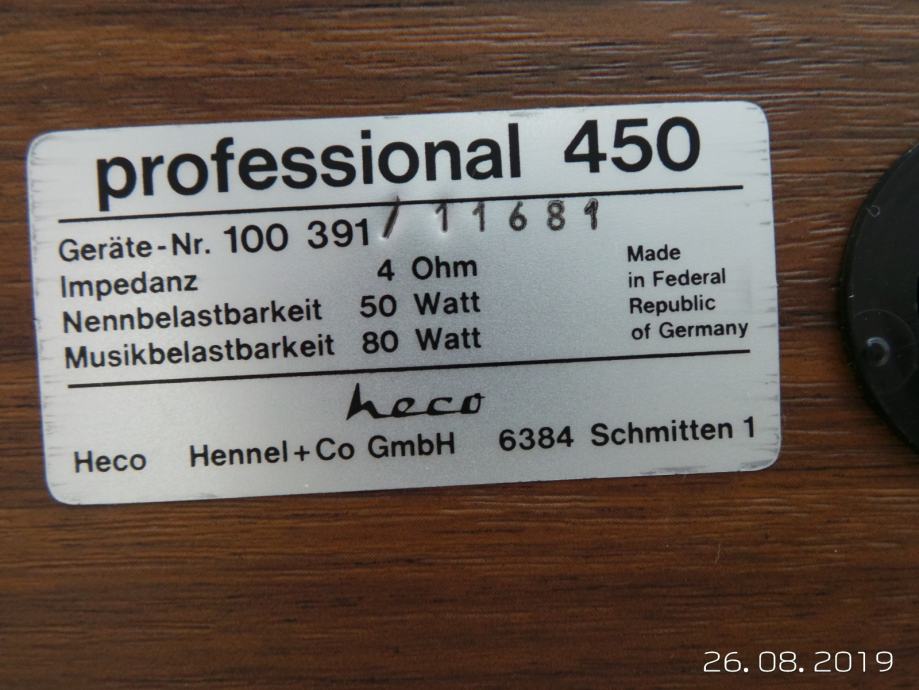 professional 450
Geräte-Nr. 100 391 / 11681
Impedanz 4 Ohm
Nennbelastbarkeit 50 Watt
Musikbelastbarkeit 80 Watt
Made
in Federal
Republic
of Germany
heco
Heco Hennel+Co GmbH 6384 Schmitten 1
26.08.2019